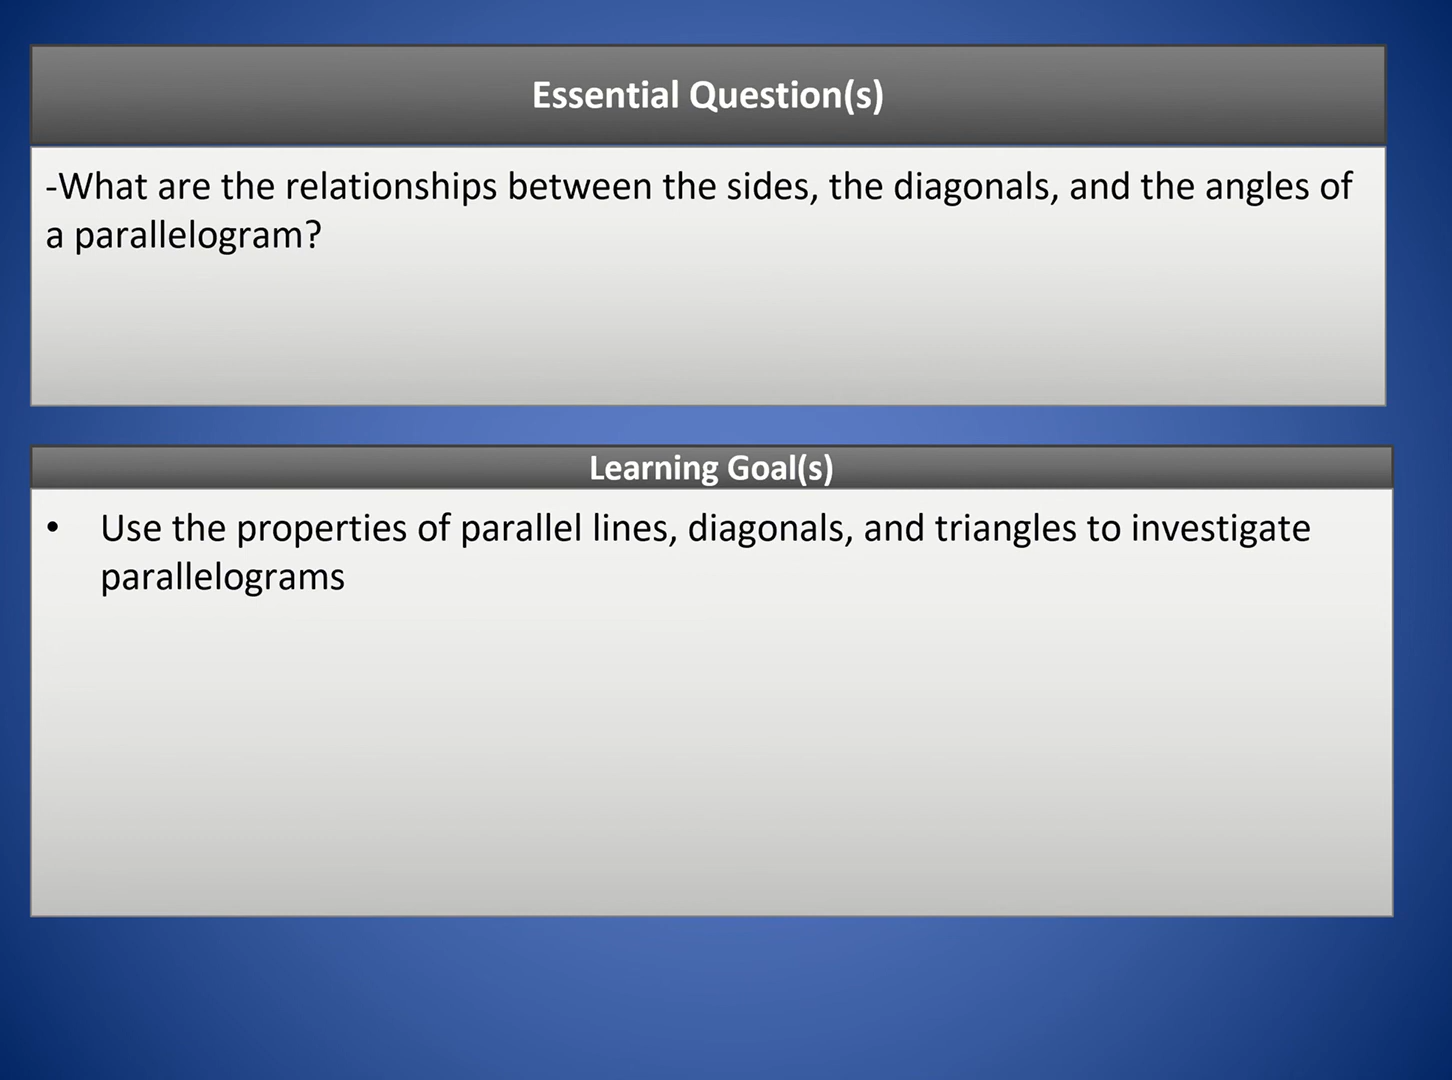 Essential Question(s)
-What are the relationships between the sides, the diagonals, and the angles of
a parallelogram?
Learning Goal(s)
• Use the properties of parallel lines, diagonals, and triangles to investigate
parallelograms